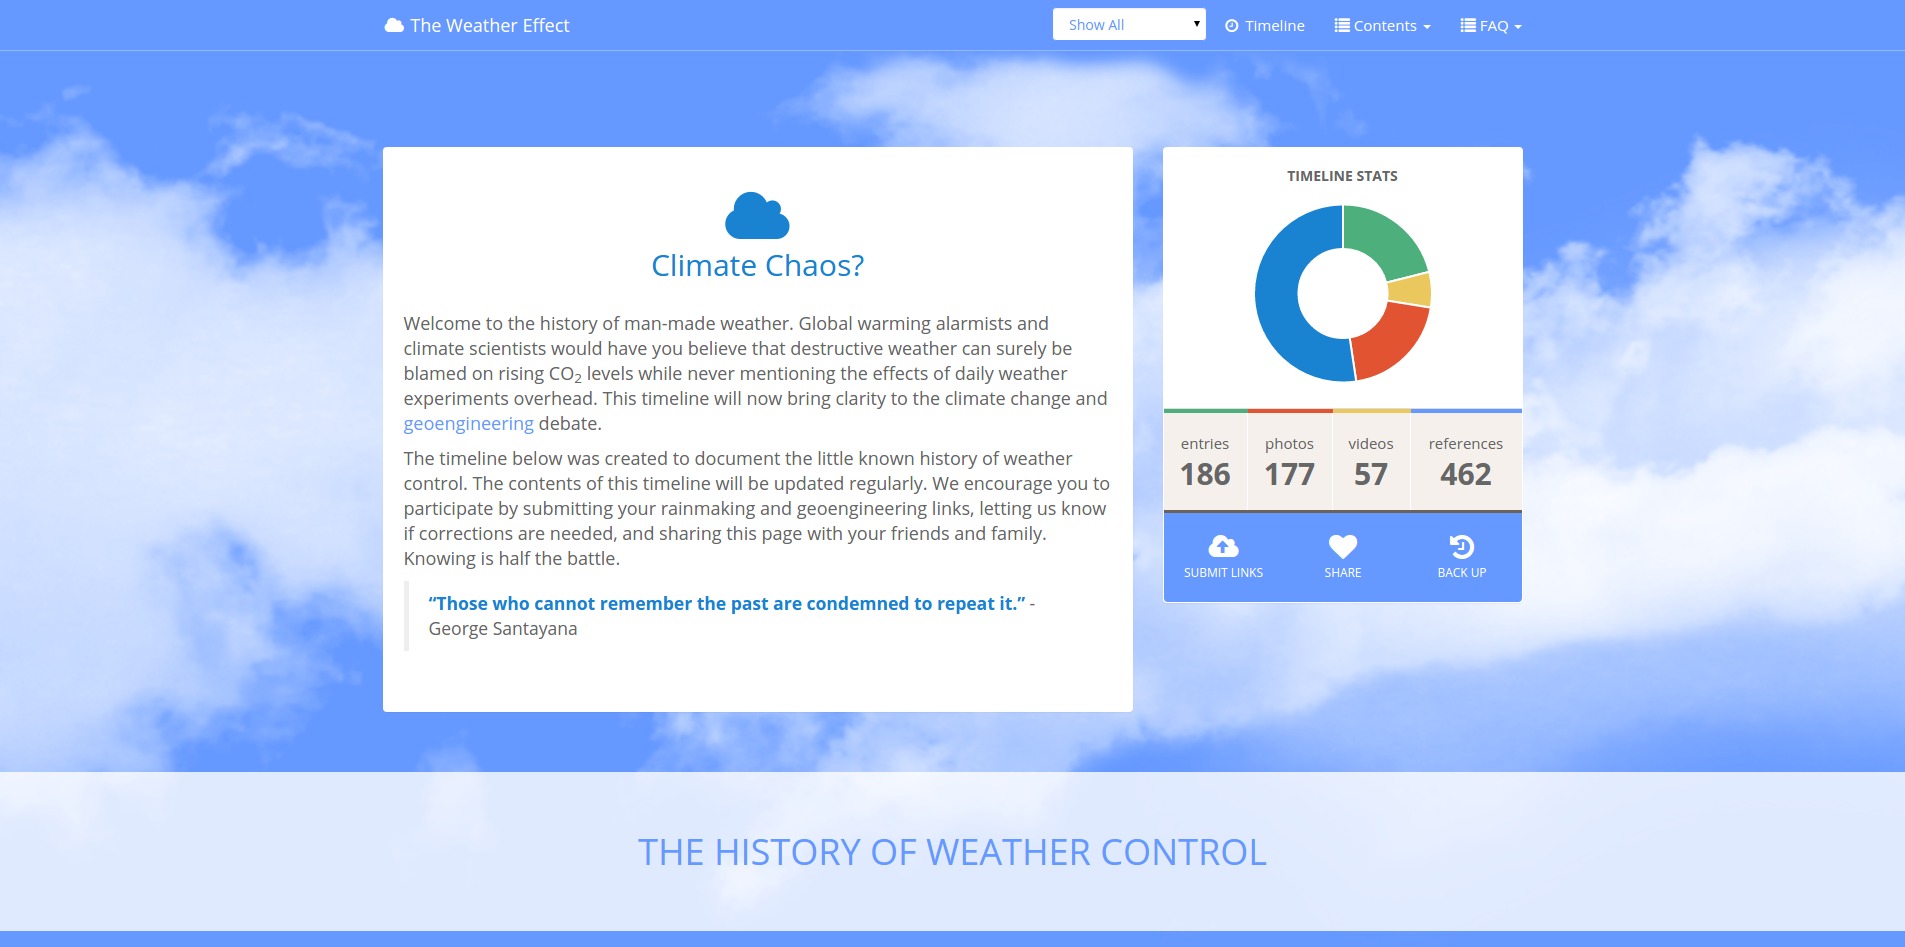 The Weather Effect
Show All
Timeline
Contents
FAQ
Climate Chaos?
Welcome to the history of man-made weather. Global warming alarmists and
climate scientists would have you believe that destructive weather can surely be
blamed on rising CO2 levels while never mentioning the effects of daily weather
experiments overhead. This timeline will now bring clarity to the climate change and
geoengineering debate.
The timeline below was created to document the little known history of weather
control. The contents of this timeline will be updated regularly. We encourage you to
participate by submitting your rainmaking and geoengineering links, letting us know
if corrections are needed, and sharing this page with your friends and family.
Knowing is half the battle.
“Those who cannot remember the past are condemned to repeat it.” -
George Santayana
TIMELINE STATS
entries photos videos references
186 177 57 462
SUBMIT LINKS SHARE BACK UP
THE HISTORY OF WEATHER CONTROL